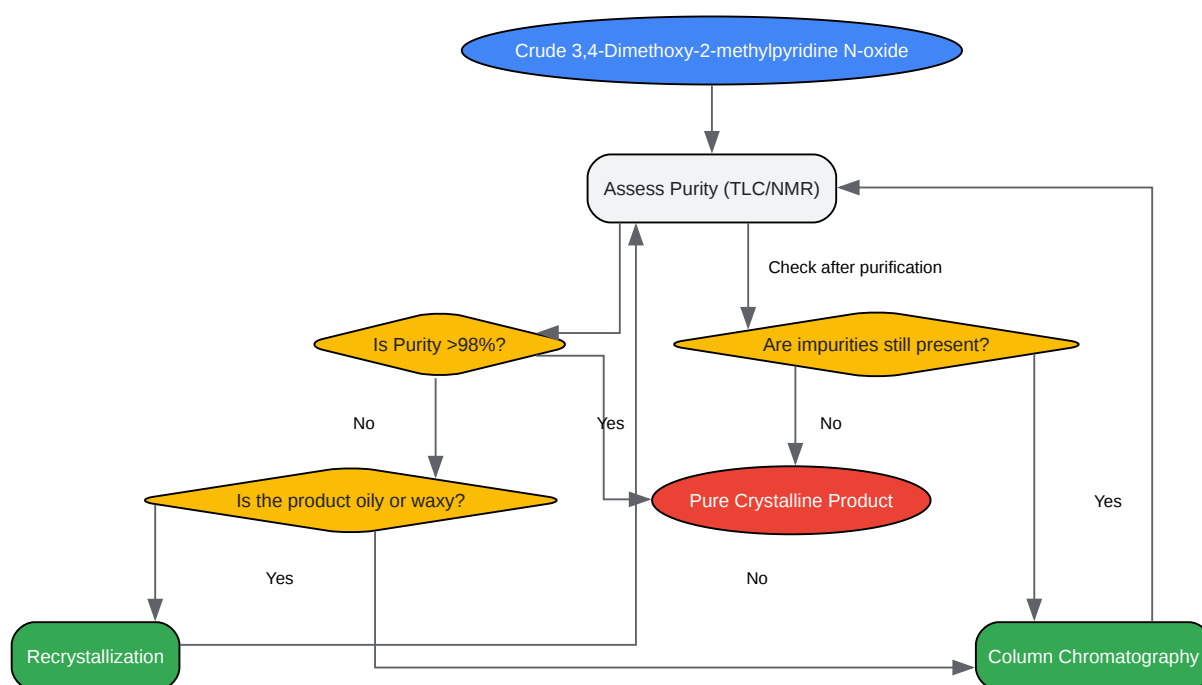 Crude 3,4-Dimethoxy-2-methylpyridine N-oxide
Assess Purity (TLC/NMR)
Check after purification
Is Purity >98%?
Are impurities still present?
No
Yes
No
Is the product oily or waxy?
Pure Crystalline Product
Yes
Yes
No
Recrystallization
Column Chromatography